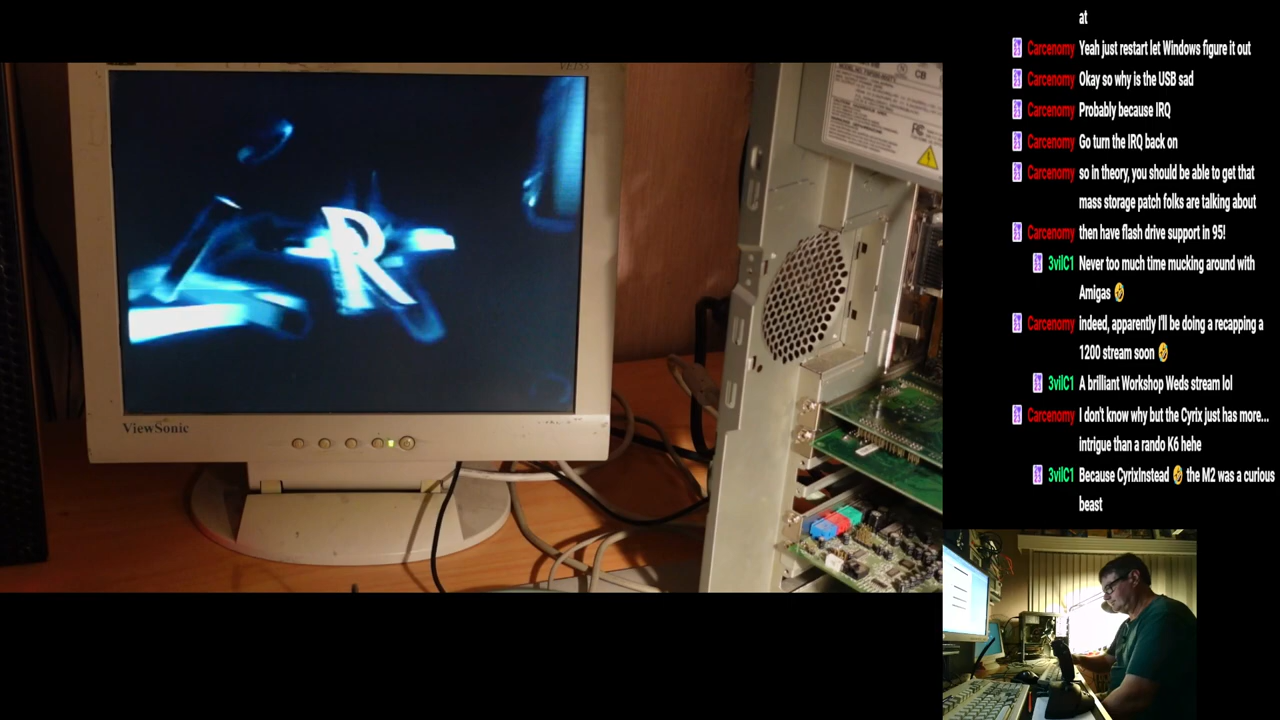 VE155
R
ViewSonic
CB
FC
at
Carcenomy Yeah just restart let Windows figure it out
Carcenomy Okay so why is the USB sad
Carcenomy Probably because IRQ
Carcenomy Go turn the IRQ back on
Carcenomy so in theory, you should be able to get that
mass storage patch folks are talking about
Carcenomy then have flash drive support in 95!
3vilC1 Never too much time mucking around with
Amigas 🤣
Carcenomy indeed, apparently I'll be doing a recapping a
1200 stream soon 🤣
3vilC1 A brilliant Workshop Weds stream lol
Carcenomy I don't know why but the Cyrix just has more...
intrigue than a rando K6 hehe
3vilC1 Because CyrixInstead 🤣 the M2 was a curious
beast